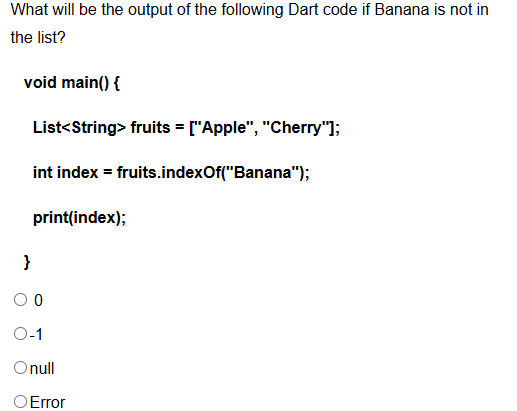 What will be the output of the following Dart code if Banana is not in
the list?
void main() {
List<String> fruits = ["Apple", "Cherry"];
int index = fruits.indexOf("Banana");
print(index);
}
0
-1
null
Error